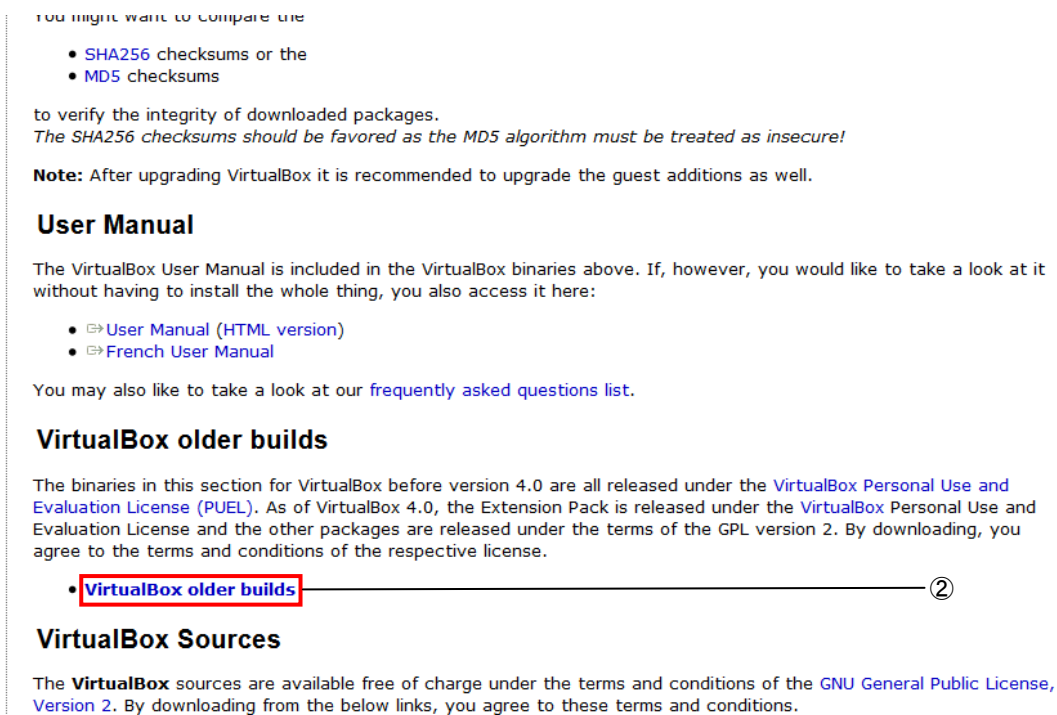 You might want to compare the
• SHA256 checksums or the
• MD5 checksums
to verify the integrity of downloaded packages.
The SHA256 checksums should be favored as the MD5 algorithm must be treated as insecure!
Note: After upgrading VirtualBox it is recommended to upgrade the guest additions as well.
User Manual
The VirtualBox User Manual is included in the VirtualBox binaries above. If, however, you would like to take a look at it
without having to install the whole thing, you also access it here:
• User Manual (HTML version)
• French User Manual
You may also like to take a look at our frequently asked questions list.
VirtualBox older builds
The binaries in this section for VirtualBox before version 4.0 are all released under the VirtualBox Personal Use and
Evaluation License (PUEL). As of VirtualBox 4.0, the Extension Pack is released under the VirtualBox Personal Use and
Evaluation License and the other packages are released under the terms of the GPL version 2. By downloading, you
agree to the terms and conditions of the respective license.
• VirtualBox older builds ②
VirtualBox Sources
The VirtualBox sources are available free of charge under the terms and conditions of the GNU General Public License,
Version 2. By downloading from the below links, you agree to these terms and conditions.